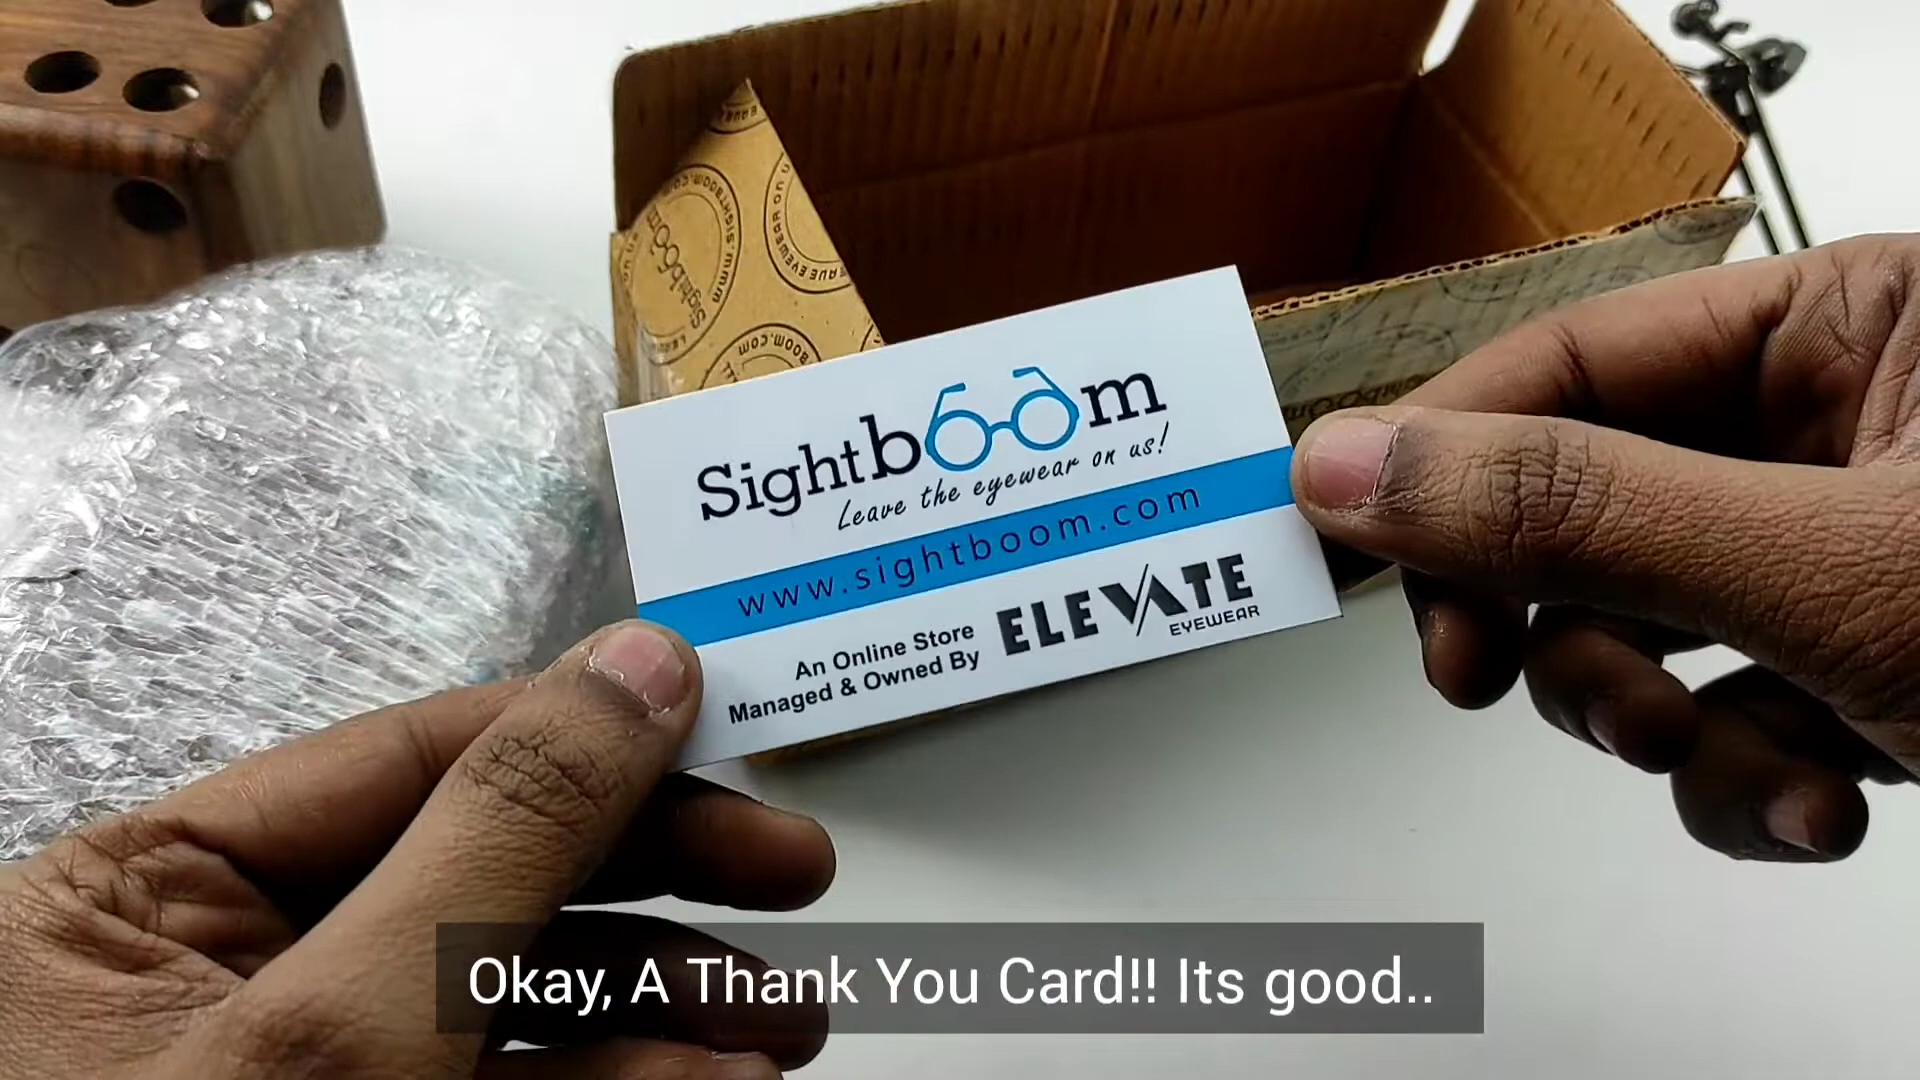 Sightboom
Leave the eyewear on us!
www.sightboom.com
An Online Store
Managed & Owned By
ELEVATE
EYEWEAR
Okay, A Thank You Card!! Its good..